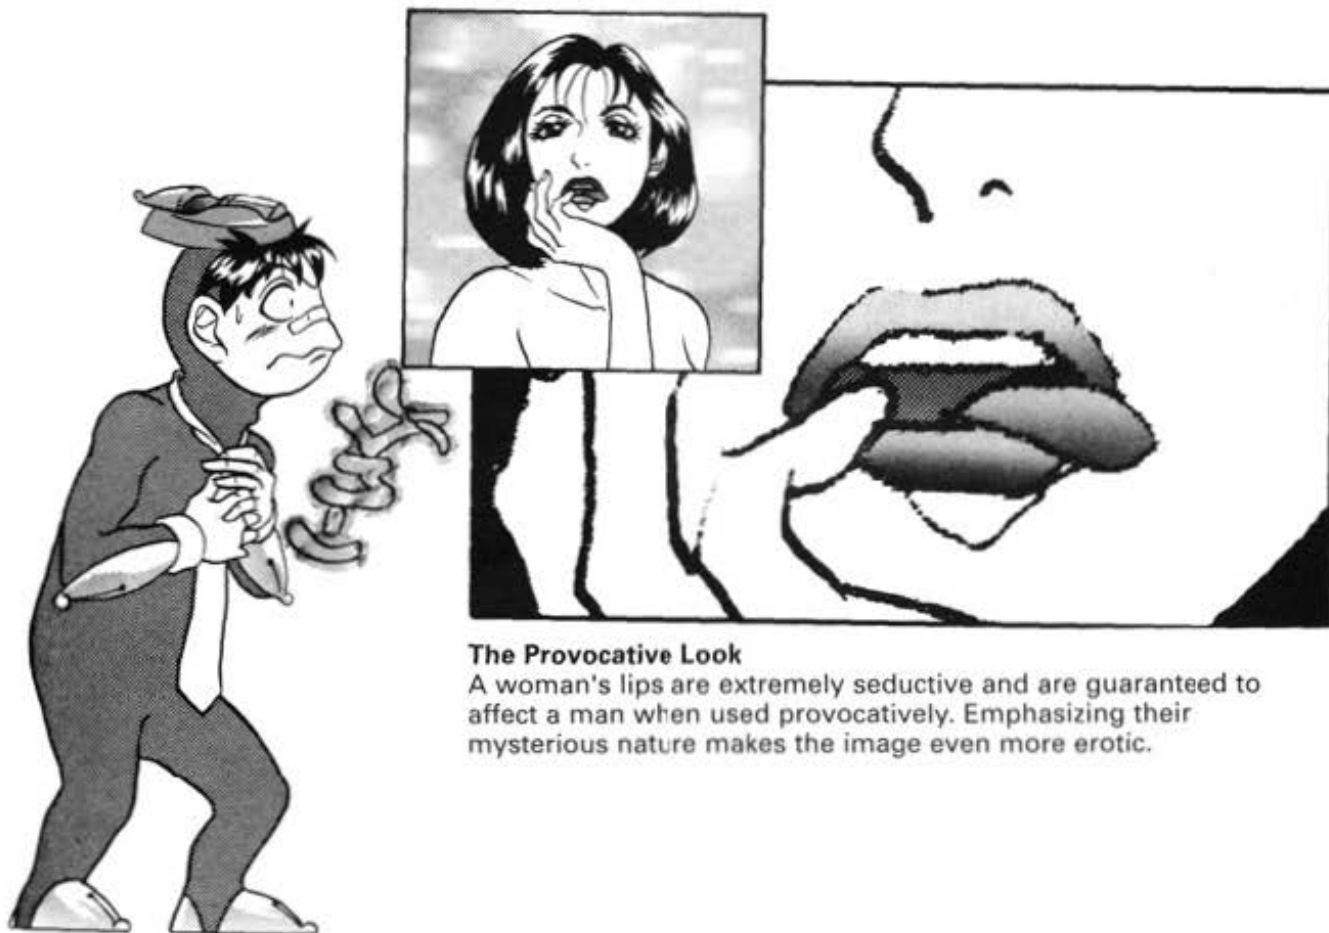 The Provocative Look
A woman's lips are extremely seductive and are guaranteed to
affect a man when used provocatively. Emphasizing their
mysterious nature makes the image even more erotic.